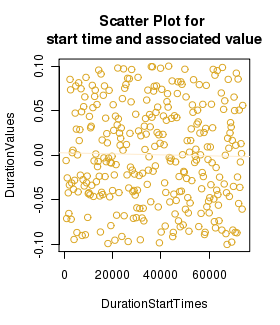 Scatter Plot for
start time and associated value
DurationValues
0.10
0.05
0.00
-0.05
-0.10
0 20000 40000 60000
DurationStartTimes